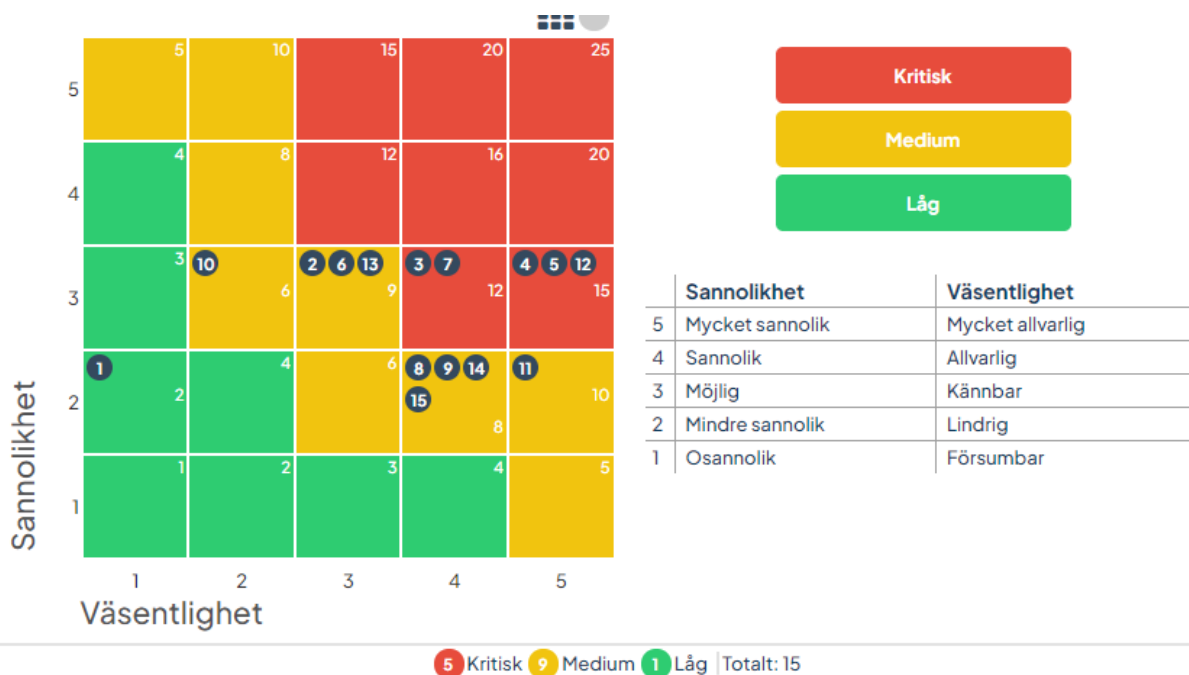 5 10 15 20 25
5
Kritisk
Medium
4 8 12 16 20
4
Låg
3 10 2 6 13 3 7 4 5 12
6 9 12 15
3
Sannolikhet Väsentlighet
5 Mycket sannolik Mycket allvarlig
4 Sannolik Allvarlig
3 Möjlig Kännbar
2 Mindre sannolik Lindrig
1 Osannolik Försumbar
1 4 6 8 9 14 11
2 2 15 10
8
1 2 3 4 5
1
Sannolikhet
1 2 3 4 5
Väsentlighet
5 Kritisk 9 Medium 1 Låg Totalt: 15